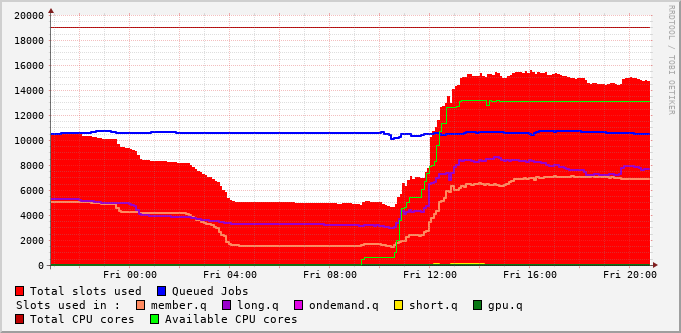 20000
18000
16000
14000
12000
10000
8000
6000
4000
2000
0
Fri 00:00 Fri 04:00 Fri 08:00 Fri 12:00 Fri 16:00 Fri 20:00
Total slots used Queued Jobs
Slots used in : member.q long.q ondemand.q short.q gpu.q
Total CPU cores Available CPU cores
RRDTOOL / TOBI OETIKER